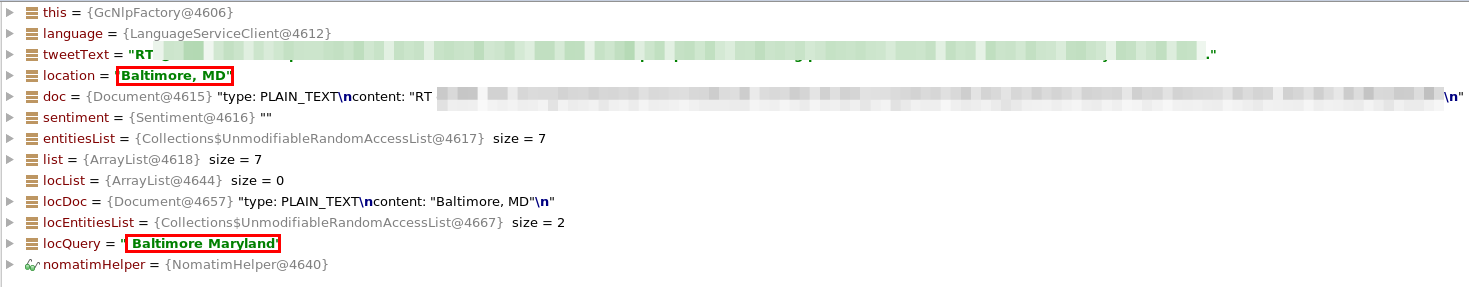 this = {GcNlpFactory@4606}
language = {LanguageServiceClient@4612}
tweetText = "RT ."
location = "Baltimore, MD"
doc = {Document@4615} "type: PLAIN_TEXT\ncontent: "RT \n"
sentiment = {Sentiment@4616} ""
entitiesList = {Collections$UnmodifiableRandomAccessList@4617} size = 7
list = {ArrayList@4618} size = 7
locList = {ArrayList@4644} size = 0
locDoc = {Document@4657} "type: PLAIN_TEXT\ncontent: "Baltimore, MD"\n"
locEntitiesList = {Collections$UnmodifiableRandomAccessList@4667} size = 2
locQuery = " Baltimore Maryland"
nomatimHelper = {NomatimHelper@4640}